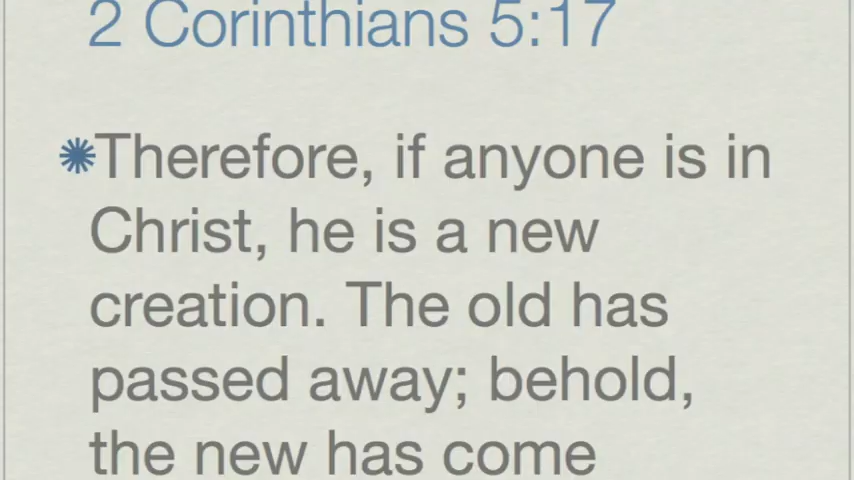 2 Corinthians 5:17
Therefore, if anyone is in
Christ, he is a new
creation. The old has
passed away; behold,
the new has come